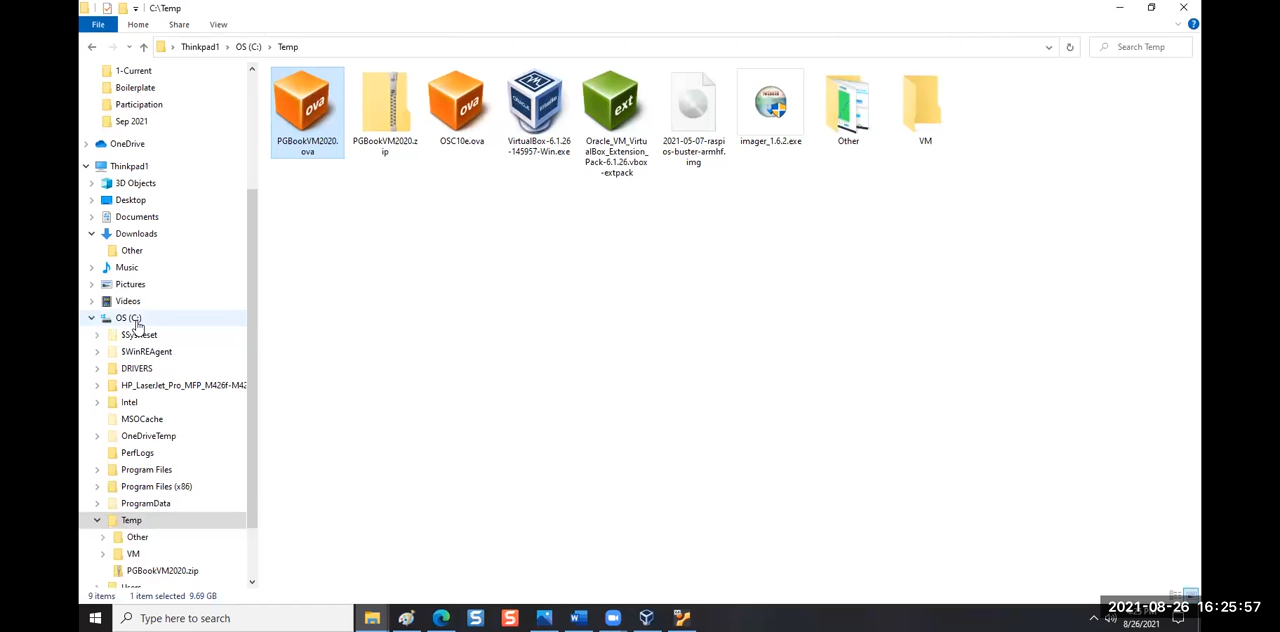 C:\Temp
File Home Share View
Thinkpad1 OS (C:) Temp
Search Temp
1-Current
Boilerplate
Participation
Sep 2021
OneDrive
Thinkpad1
3D Objects
Desktop
Documents
Downloads
Other
Music
Pictures
Videos
OS (C:)
$SysReset
$WinREAgent
DRIVERS
HP_LaserJet_Pro_MFP_M426f-M42
Intel
MSOCache
OneDriveTemp
PerfLogs
Program Files
Program Files (x86)
ProgramData
Temp
Other
VM
PGBookVM2020.zip
Users
PGBookVM2020.
ova
PGBookVM2020.z
ip
OSC10e.ova
VirtualBox-6.1.26
-145957-Win.exe
Oracle_VM_Virtu
alBox_Extension_
Pack-6.1.26.vbox
-extpack
2021-05-07-raspi
os-buster-armhf.
img
imager_1.6.2.exe
Other
VM
9 items 1 item selected 9.69 GB
Type here to search
2021-08-26 16:25:57
8/26/2021